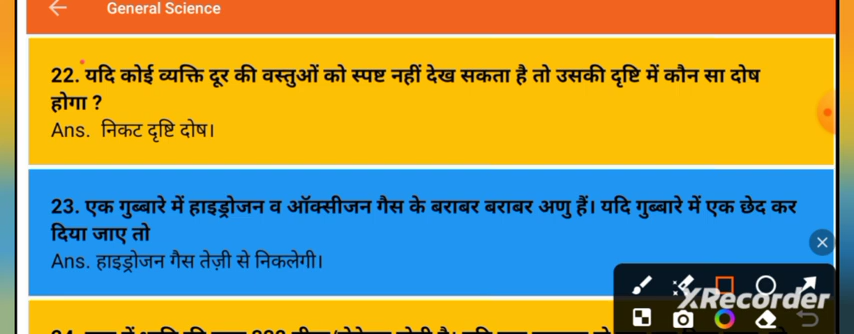 General Science
22. यदि कोई व्यक्ति दूर की वस्तुओं को स्पष्ट नहीं देख सकता है तो उसकी दृष्टि में कौन सा दोष
होगा ?
Ans. निकट दृष्टि दोष।
23. एक गुब्बारे में हाइड्रोजन व ऑक्सीजन गैस के बराबर बराबर अणु हैं। यदि गुब्बारे में एक छेद कर
दिया जाए तो
Ans. हाइड्रोजन गैस तेज़ी से निकलेगी।
XRecorder